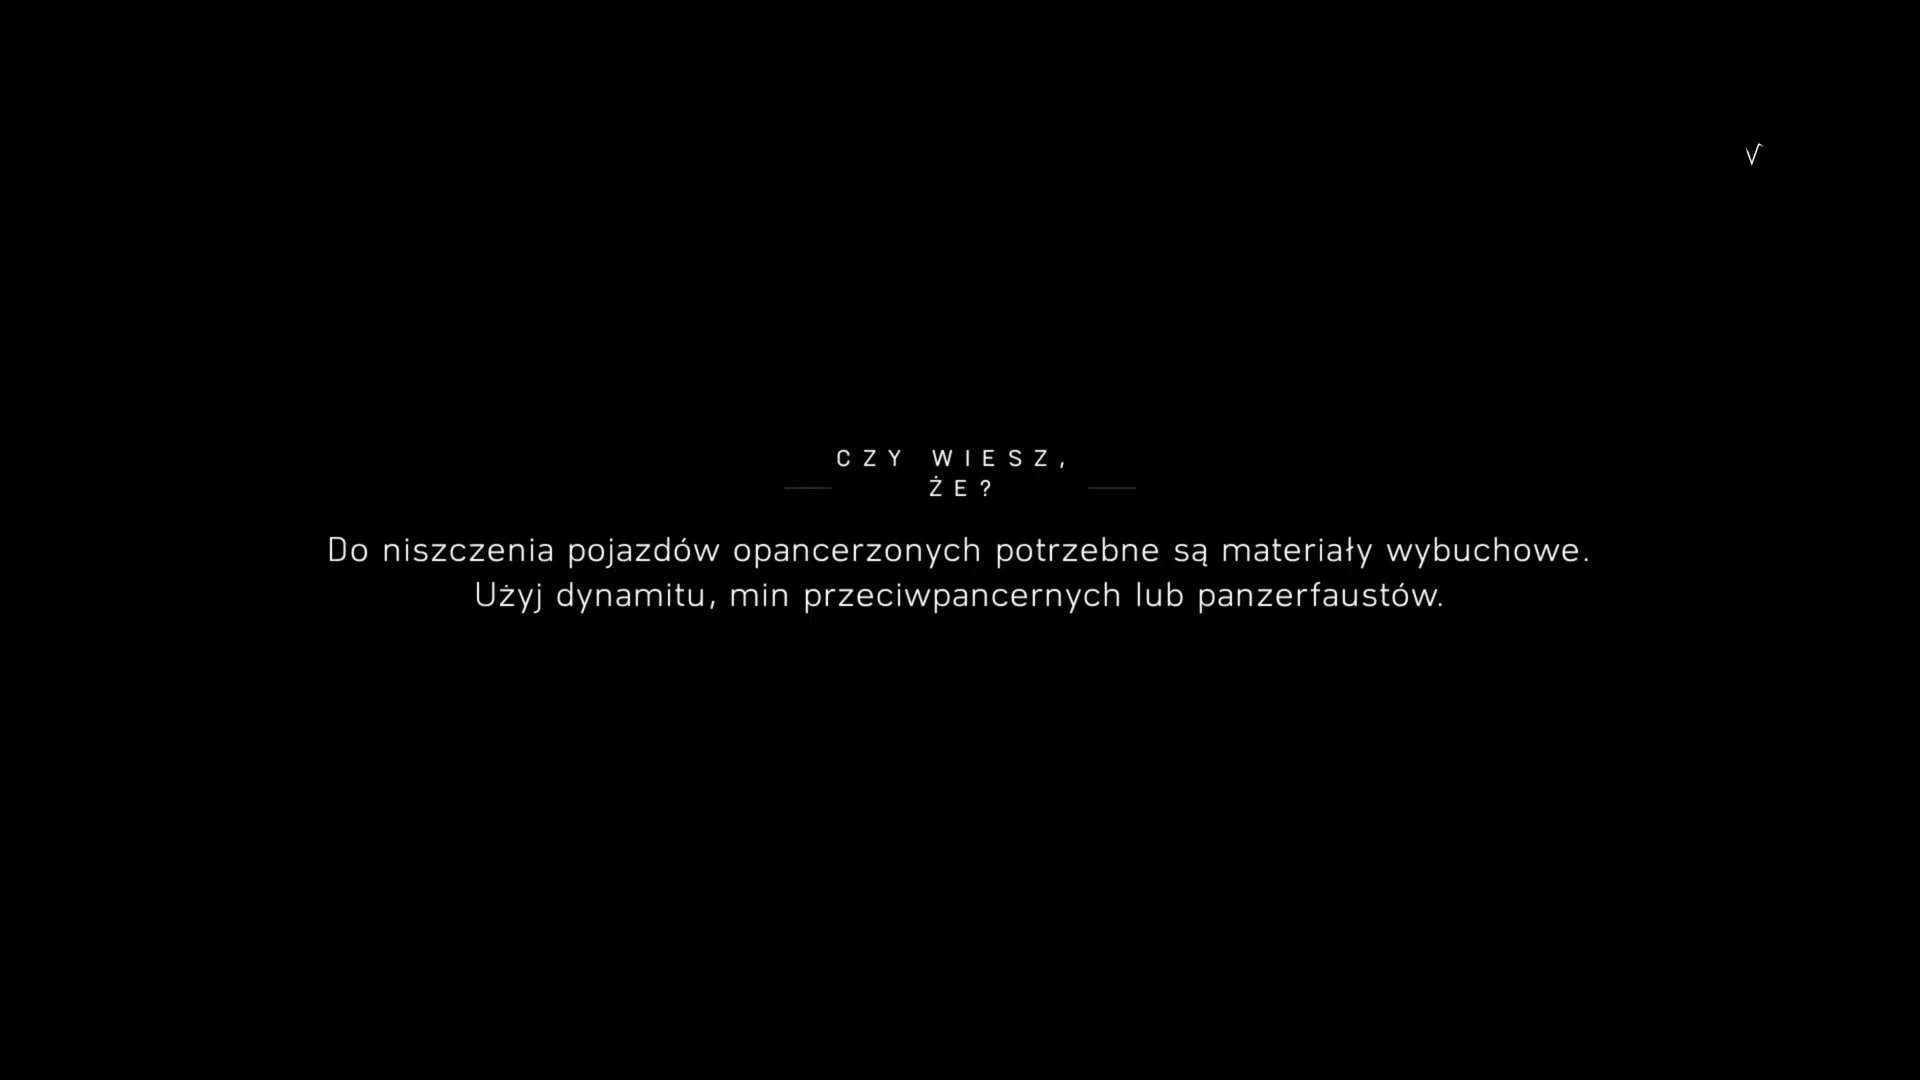 CZY WIESZ,
ŻE?
Do niszczenia pojazdów opancerzonych potrzebne są materiały wybuchowe.
Użyj dynamitu, min przeciwpancernych lub panzerfaustów.